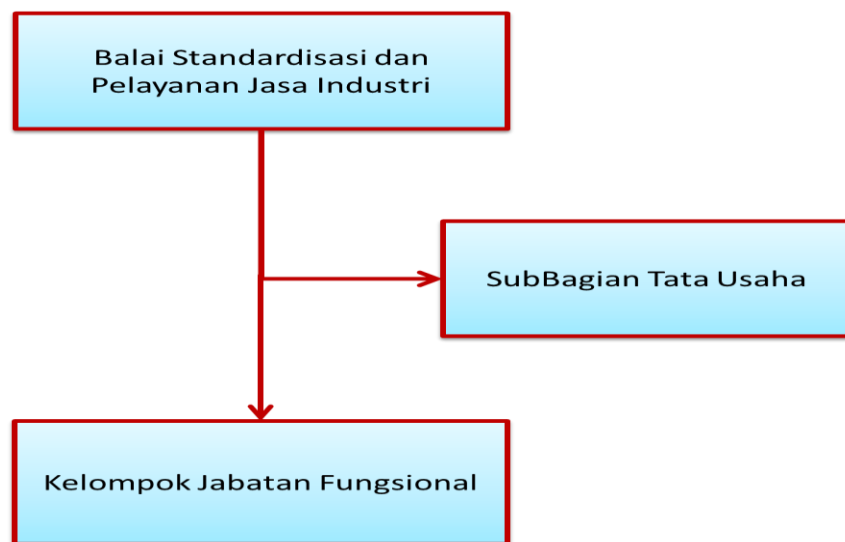 Balai Standardisasi dan
Pelayanan Jasa Industri
SubBagian Tata Usaha
Kelompok Jabatan Fungsional